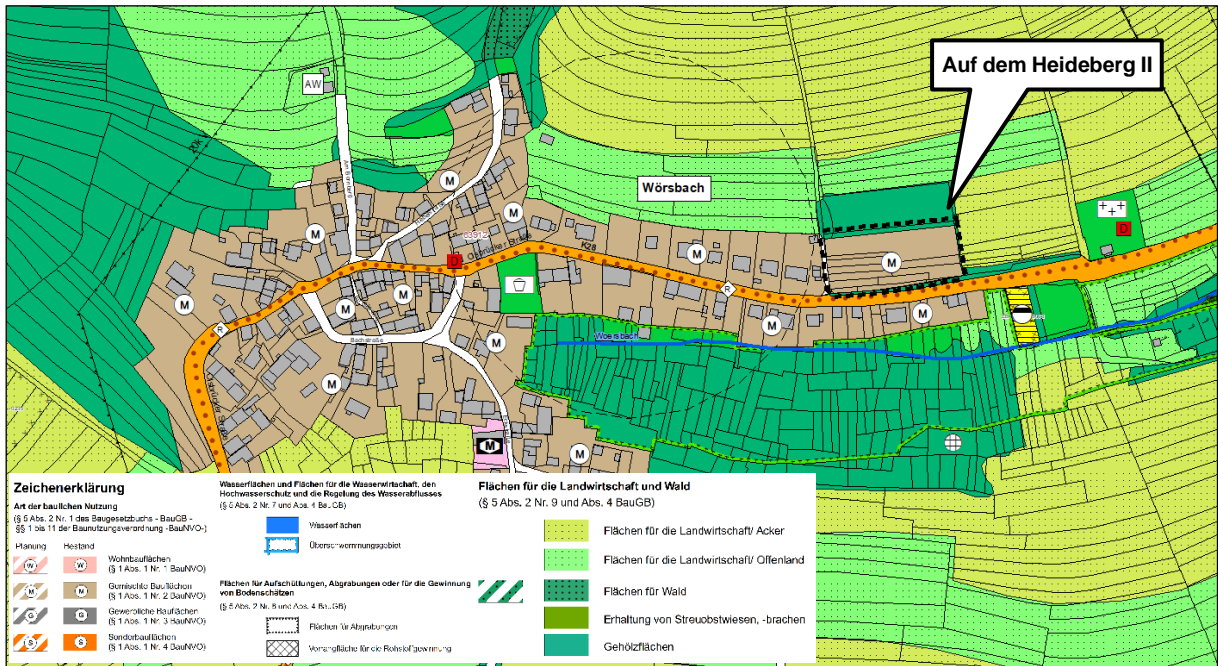 Auf dem Heideberg II
AW
20k
Wörsbach
M
M
M
M
D
K28
M
M
R
M
M
M
M
M
M
D
R
Woersbach
Bachstraße
M
M
M
M
Zeichenerklärung
Art der baulichen Nutzung
(§ 5 Abs. 2 Nr. 1 des Baugesetzbuchs - BauGB -
§§ 1 bis 11 der Baunutzungsverordnung -BauNVO-)
Planung Bestand
W W Wohnbauflächen
(§ 1 Abs. 1 Nr. 1 BauNVO)
M M Gemischte Bauflächen
(§ 1 Abs. 1 Nr. 2 BauNVO)
G G Gewerbliche Bauflächen
(§ 1 Abs. 1 Nr. 3 BauNVO)
S S Sonderbauflächen
(§ 1 Abs. 1 Nr. 4 BauNVO)
Wasserflächen und Flächen für die Wasserwirtschaft, den
Hochwasserschutz und die Regelung des Wasserabflusses
(§ 5 Abs. 2 Nr. 7 und Abs. 4 BauGB)
Wasserflächen
Überschwemmungsgebiet
Flächen für Aufschüttungen, Abgrabungen oder für die Gewinnung
von Bodenschätzen
(§ 5 Abs. 2 Nr. 8 und Abs. 4 BauGB)
Flächen für Abgrabungen
Vorrangfläche für die Rohstoffgewinnung
Flächen für die Landwirtschaft und Wald
(§ 5 Abs. 2 Nr. 9 und Abs. 4 BauGB)
Flächen für die Landwirtschaft/ Acker
Flächen für die Landwirtschaft/ Offenland
Flächen für Wald
Erhaltung von Streuobstwiesen, -brachen
Gehölzflächen